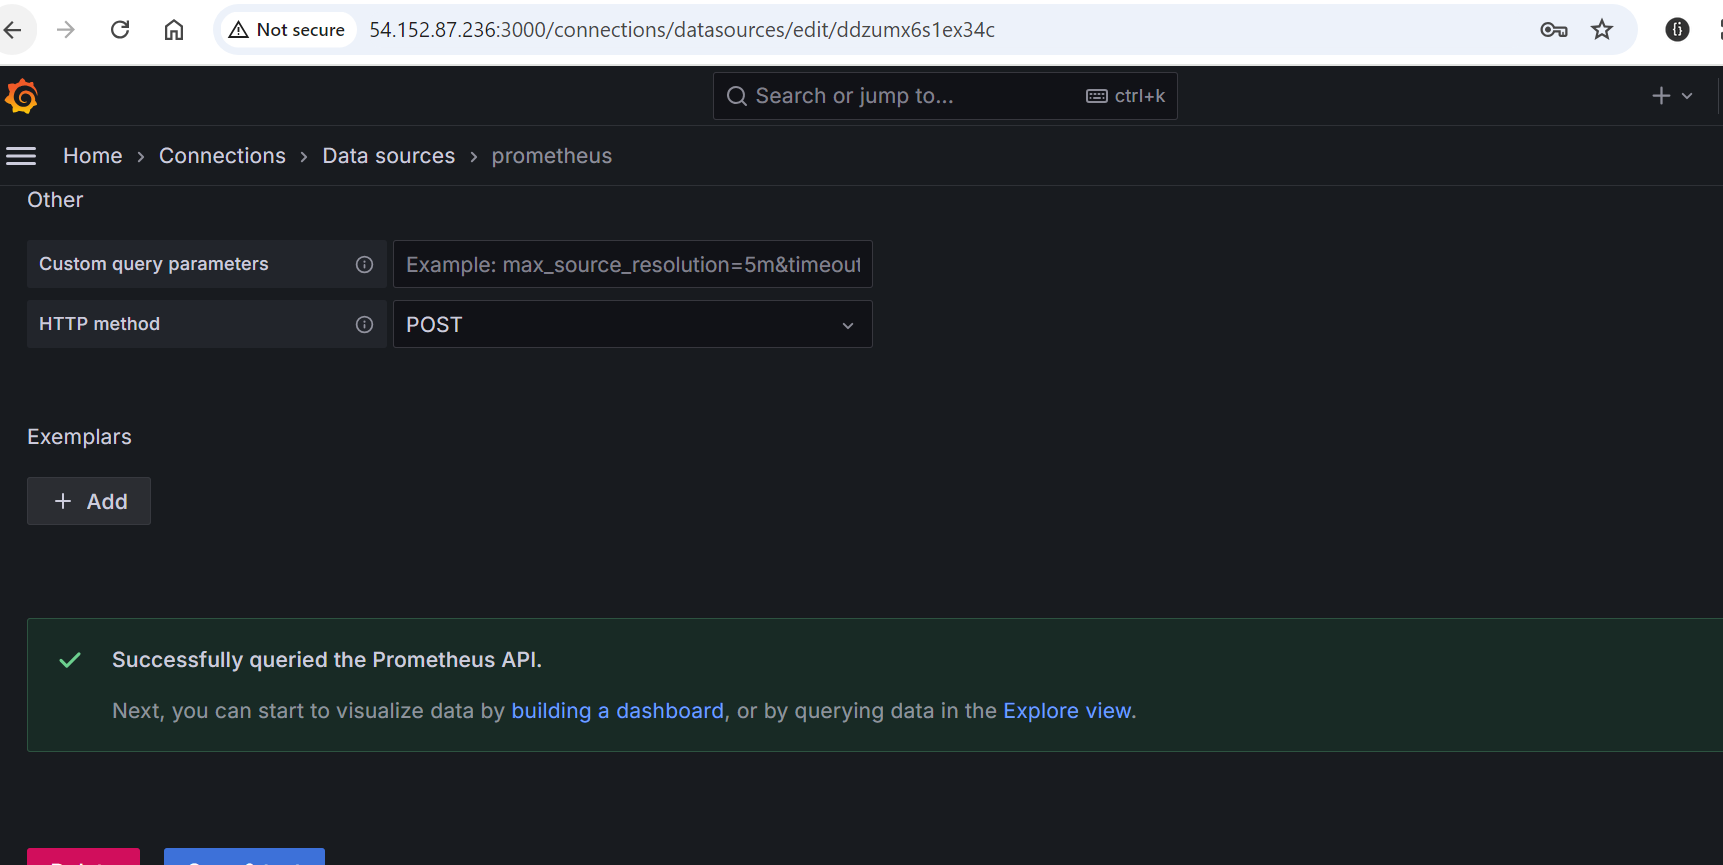 Not secure 54.152.87.236:3000/connections/datasources/edit/ddzumx6s1ex34c
Search or jump to... ctrl+k
Home › Connections › Data sources › prometheus
Other
Custom query parameters Example: max_source_resolution=5m&timeout
HTTP method POST
Exemplars
+ Add
Successfully queried the Prometheus API.
Next, you can start to visualize data by building a dashboard, or by querying data in the Explore view.